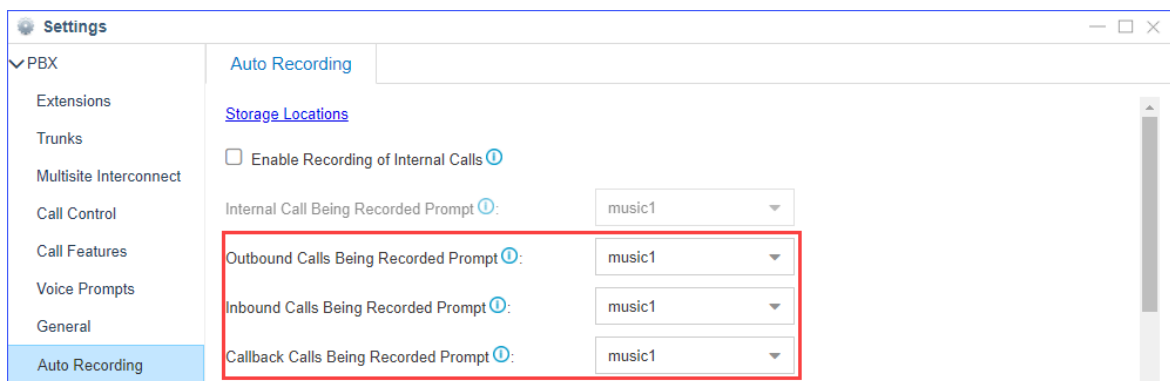 Settings
PBX
Auto Recording
Extensions
Storage Locations
Trunks
Enable Recording of Internal Calls
Multisite Interconnect
Call Control
Internal Call Being Recorded Prompt : music1
Call Features
Outbound Calls Being Recorded Prompt : music1
Voice Prompts
Inbound Calls Being Recorded Prompt : music1
General
Auto Recording
Callback Calls Being Recorded Prompt : music1